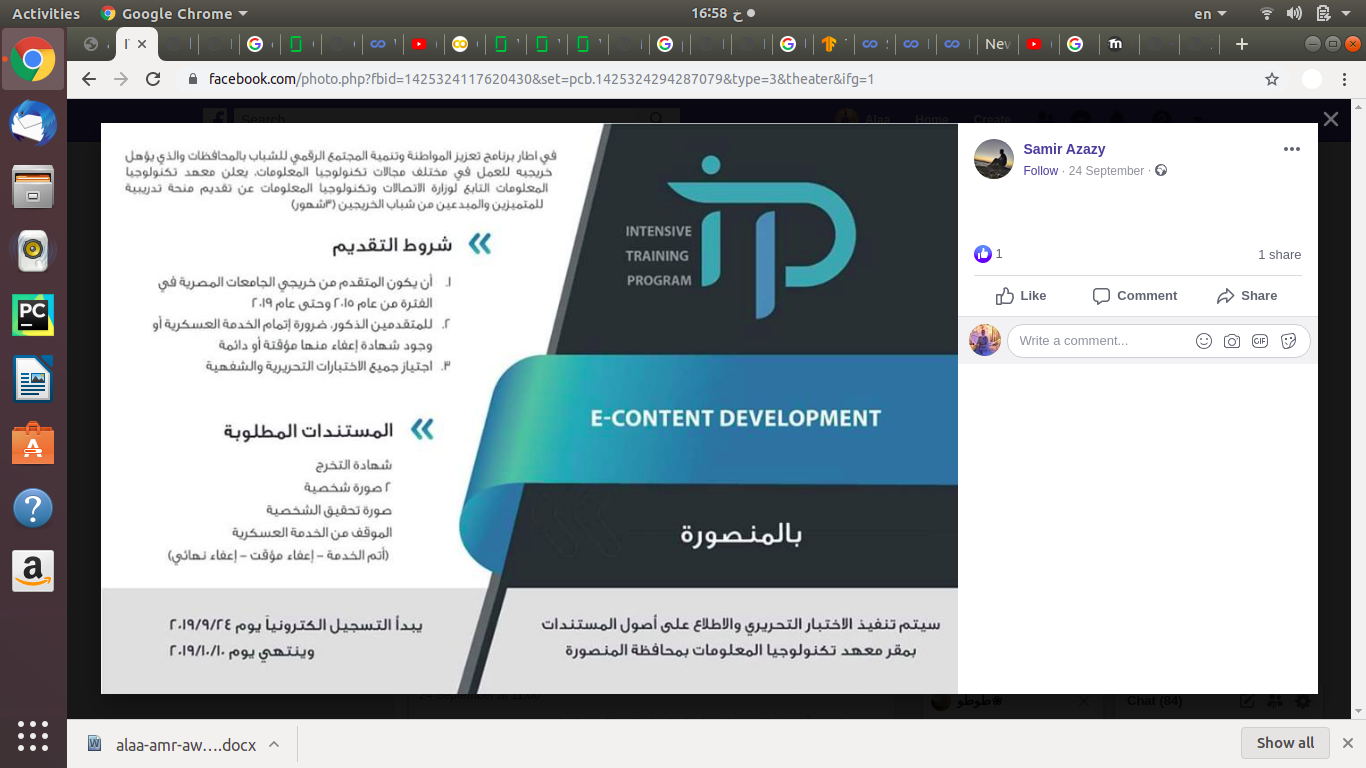 Activities
Google Chrome
16:58 خ
en
New
facebook.com/photo.php?fbid=1425324117620430&set=pcb.1425324294287079&type=3&theater&ifg=1
Search
Alaa
Home
Create
في اطار برنامج تعزيز المواطنة وتنمية المجتمع الرقمي للشباب بالمحافظات والذي يؤهل
خريجيه للعمل في مختلف مجالات تكنولوجيا المعلومات، يعلن معهد تكنولوجيا
المعلومات التابع لوزارة الاتصالات وتكنولوجيا المعلومات عن تقديم منحة تدريبية
للمتميزين والمبدعين من شباب الخريجين (٣شهور)
شروط التقديم
١. أن يكون المتقدم من خريجي الجامعات المصرية في
الفترة من عام ٢٠١٥ وحتى عام ٢٠١٩
٢. للمتقدمين الذكور، ضرورة إتمام الخدمة العسكرية أو
وجود شهادة إعفاء منها مؤقتة أو دائمة
٣. اجتياز جميع الاختبارات التحريرية والشفهية
المستندات المطلوبة
شهادة التخرج
٢ صورة شخصية
صورة تحقيق الشخصية
الموقف من الخدمة العسكرية
(أتم الخدمة – إعفاء مؤقت – إعفاء نهائي)
يبدأ التسجيل الكترونياً يوم ٢٠١٩/٩/٢٤
وينتهي يوم ٢٠١٩/١٠/١٠
INTENSIVE
TRAINING
PROGRAM
E-CONTENT DEVELOPMENT
بالمنصورة
سيتم تنفيذ الاختبار التحريري والاطلاع على أصول المستندات
بمقر معهد تكنولوجيا المعلومات بمحافظة المنصورة
Samir Azazy
Follow · 24 September ·
1
1 share
Like
Comment
Share
Write a comment...
GIF
طوطو
Chat (84)
alaa-amr-aw....docx
Show all